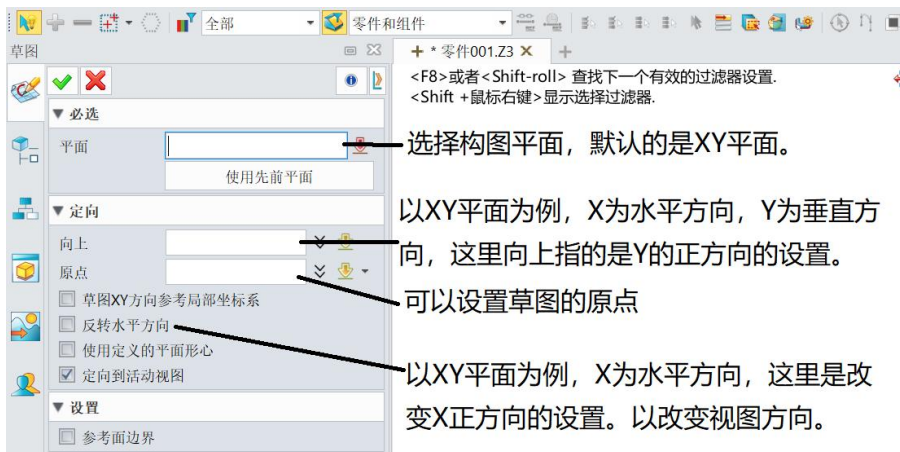 全部
零件和组件
草图
* 零件001.Z3
<F8>或者<Shift-roll> 查找下一个有效的过滤器设置.
<Shift +鼠标右键>显示选择过滤器.
▼ 必选
平面
选择构图平面，默认的是XY平面。
使用先前平面
▼ 定向
以XY平面为例，X为水平方向，Y为垂直方
向上
向，这里向上指的是Y的正方向的设置。
原点
可以设置草图的原点
草图XY方向参考局部坐标系
反转水平方向
使用定义的平面形心
定向到活动视图
以XY平面为例，X为水平方向，这里是改
变X正方向的设置。以改变视图方向。
▼ 设置
参考面边界